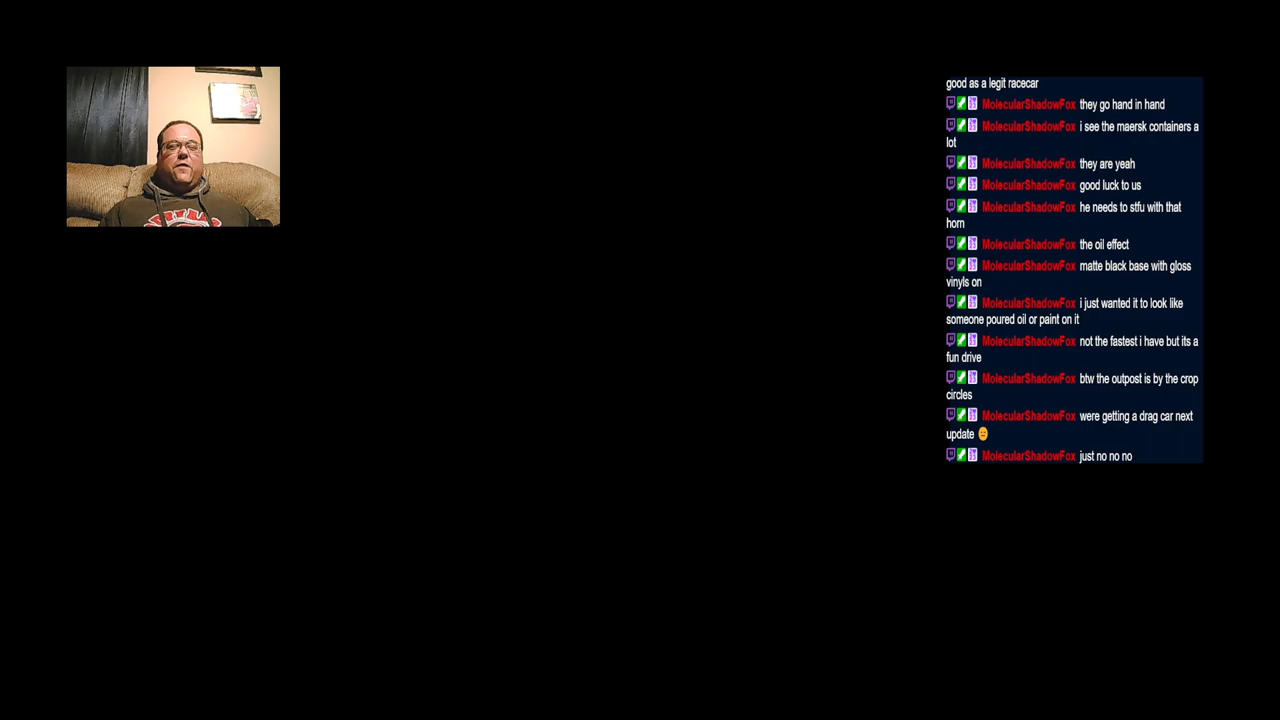 good as a legit racecar
MolecularShadowFox they go hand in hand
MolecularShadowFox i see the maersk containers a
lot
MolecularShadowFox they are yeah
MolecularShadowFox good luck to us
MolecularShadowFox he needs to stfu with that
horn
MolecularShadowFox the oil effect
MolecularShadowFox matte black base with gloss
vinyls on
MolecularShadowFox i just wanted it to look like
someone poured oil or paint on it
MolecularShadowFox not the fastest i have but its a
fun drive
MolecularShadowFox btw the outpost is by the crop
circles
MolecularShadowFox were getting a drag car next
update 😐
MolecularShadowFox just no no no